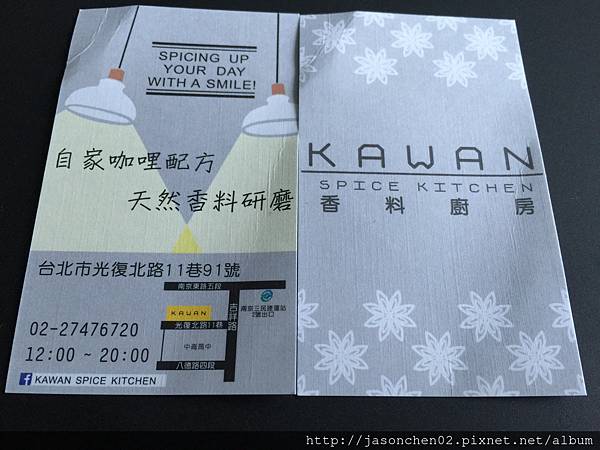 SPICING UP
YOUR DAY
WITH A SMILE!
自家咖哩配方
天然香料研磨
台北市光復北路11巷91號
02-27476720
12:00 ~ 20:00
南京東路五段
KAWAN
光復北路11巷
中崙高中
八德路四段
吉祥路
南京三民捷運站
2號出口
f KAWAN SPICE KITCHEN
KAWAN
SPICE KITCHEN
香料廚房
http://jasonchen02.pixnet.net/album